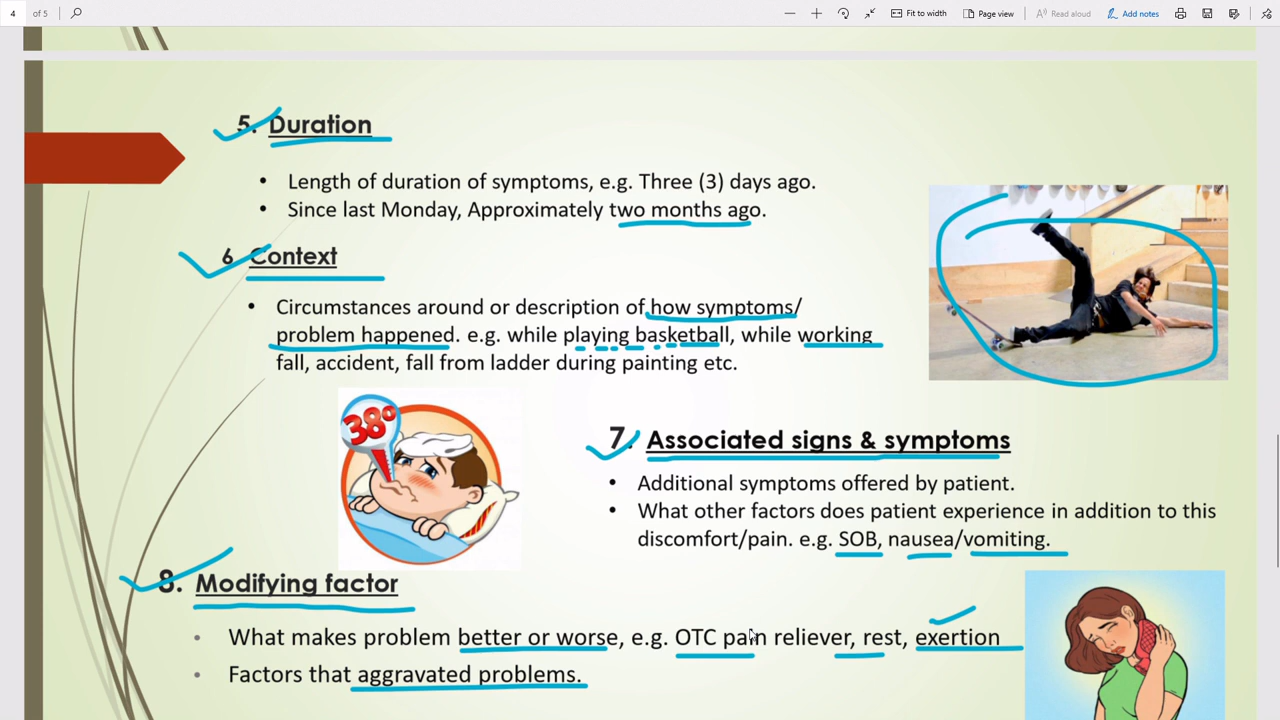 4 of 5
Fit to width
Page view
Read aloud
Add notes
5. Duration
• Length of duration of symptoms, e.g. Three (3) days ago.
• Since last Monday, Approximately two months ago.
6 Context
• Circumstances around or description of how symptoms/
problem happened. e.g. while playing basketball, while working
fall, accident, fall from ladder during painting etc.
38º
7. Associated signs & symptoms
• Additional symptoms offered by patient.
• What other factors does patient experience in addition to this
discomfort/pain. e.g. SOB, nausea/vomiting.
8. Modifying factor
• What makes problem better or worse, e.g. OTC pain reliever, rest, exertion
• Factors that aggravated problems.